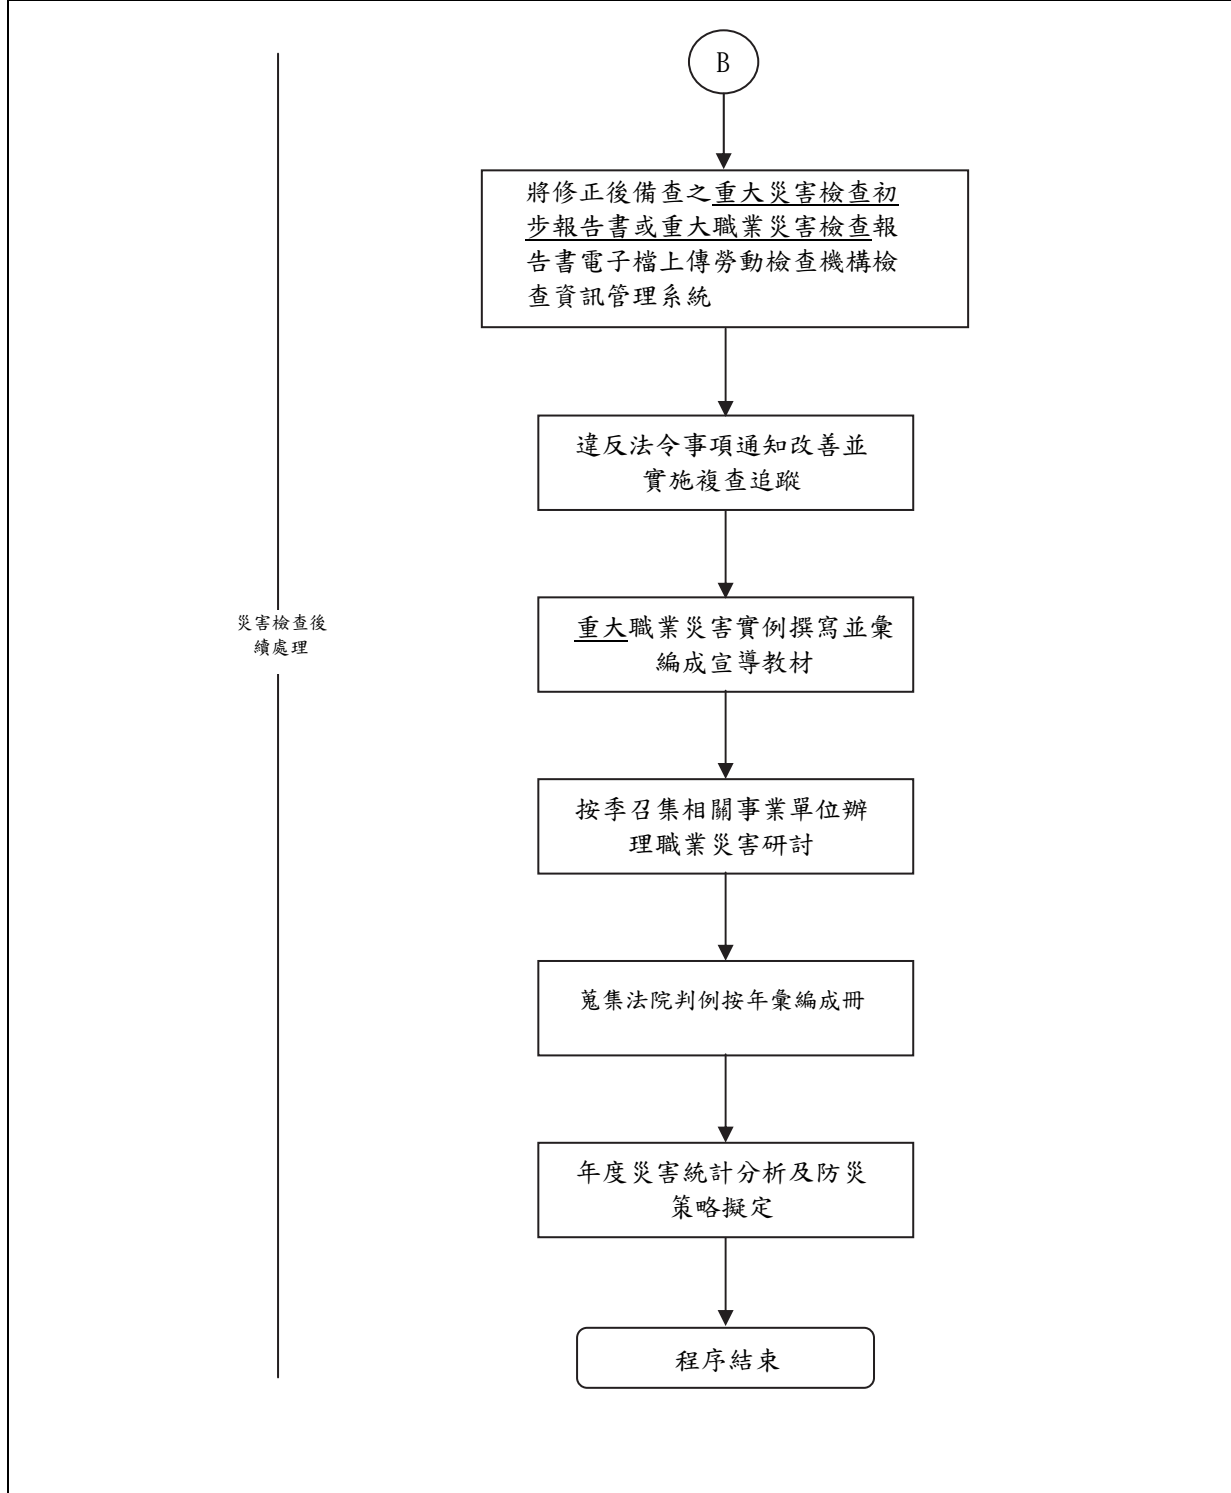 B
將修正後備查之重大災害檢查初
步報告書或重大職業災害檢查報
告書電子檔上傳勞動檢查機構檢
查資訊管理系統
違反法令事項通知改善並
實施複查追蹤
災害檢查後
續處理
重大職業災害實例撰寫並彙
編成宣導教材
按季召集相關事業單位辦
理職業災害研討
蒐集法院判例按年彙編成冊
年度災害統計分析及防災
策略擬定
程序結束